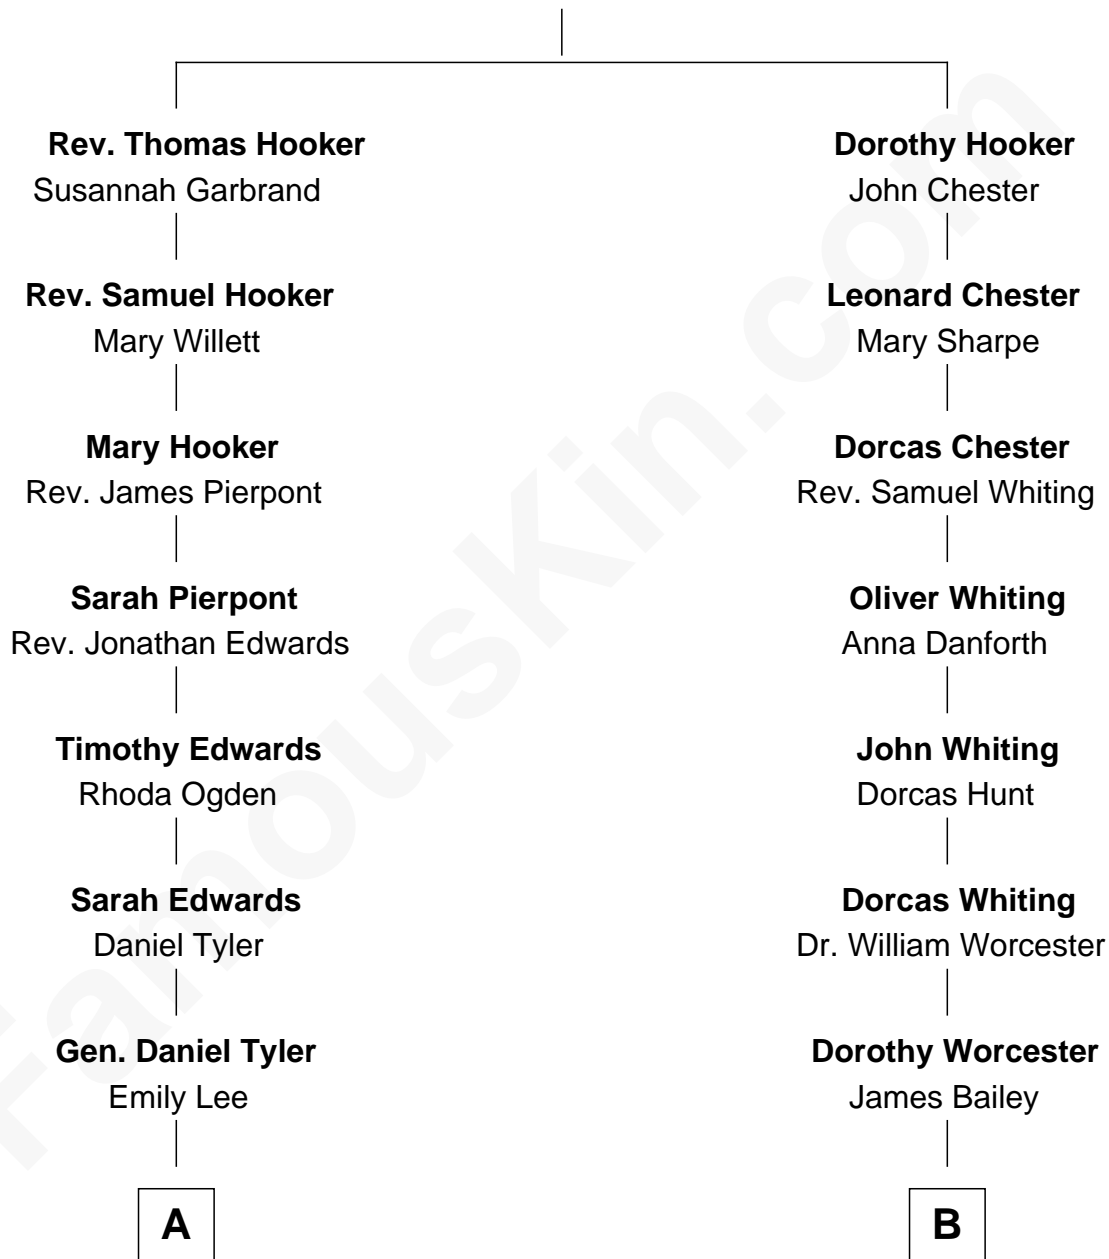 Rev. Thomas Hooker
Susannah Garbrand
Rev. Samuel Hooker
Mary Willett
Mary Hooker
Rev. James Pierpont
Sarah Pierpont
Rev. Jonathan Edwards
Timothy Edwards
Rhoda Ogden
Sarah Edwards
Daniel Tyler
Gen. Daniel Tyler
Emily Lee
A
Dorothy Hooker
John Chester
Leonard Chester
Mary Sharpe
Dorcas Chester
Rev. Samuel Whiting
Oliver Whiting
Anna Danforth
John Whiting
Dorcas Hunt
Dorcas Whiting
Dr. William Worcester
Dorothy Worcester
James Bailey
B
FamousKin.com